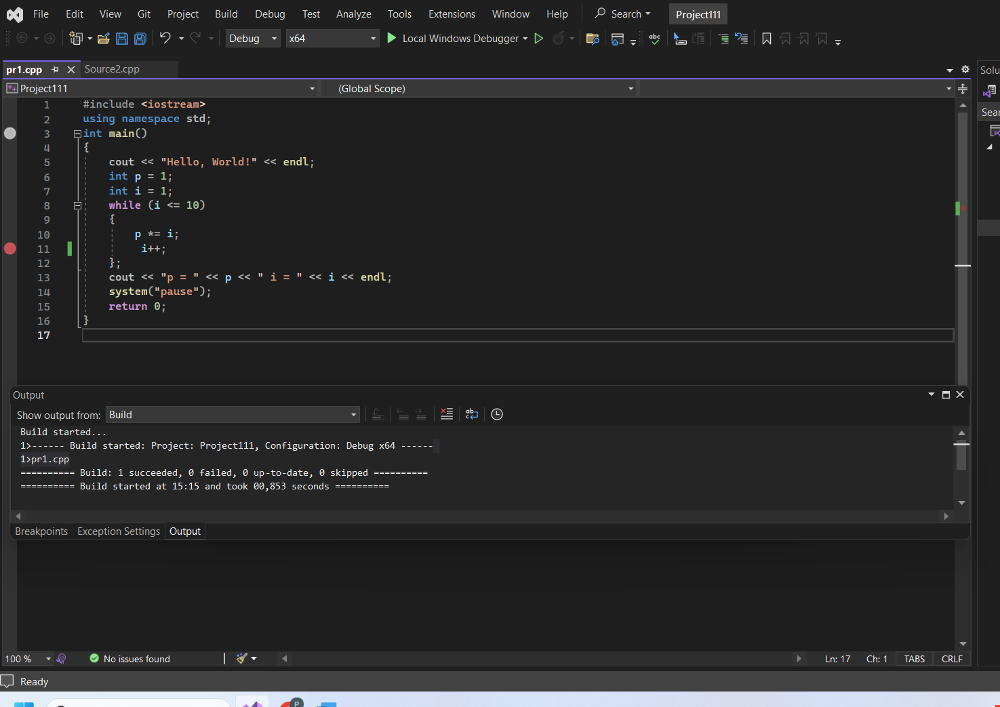 File Edit View Git Project Build Debug Test Analyze Tools Extensions Window Help Search Project111
Debug x64 Local Windows Debugger abc
pr1.cpp Source2.cpp
Solu
Project111 (Global Scope)
Sear
1 #include <iostream>
2 using namespace std;
3 int main()
4 {
5 cout << "Hello, World!" << endl;
6 int p = 1;
7 int i = 1;
8 while (i <= 10)
9 {
10 p *= i;
11 i++;
12 };
13 cout << "p = " << p << " i = " << i << endl;
14 system("pause");
15 return 0;
16 }
17
Output
Show output from: Build
Build started...
1>------ Build started: Project: Project111, Configuration: Debug x64 ------
1>pr1.cpp
========== Build: 1 succeeded, 0 failed, 0 up-to-date, 0 skipped ==========
========== Build started at 15:15 and took 00,853 seconds ==========
Breakpoints Exception Settings Output
100 % No issues found Ln: 17 Ch: 1 TABS CRLF
Ready
P